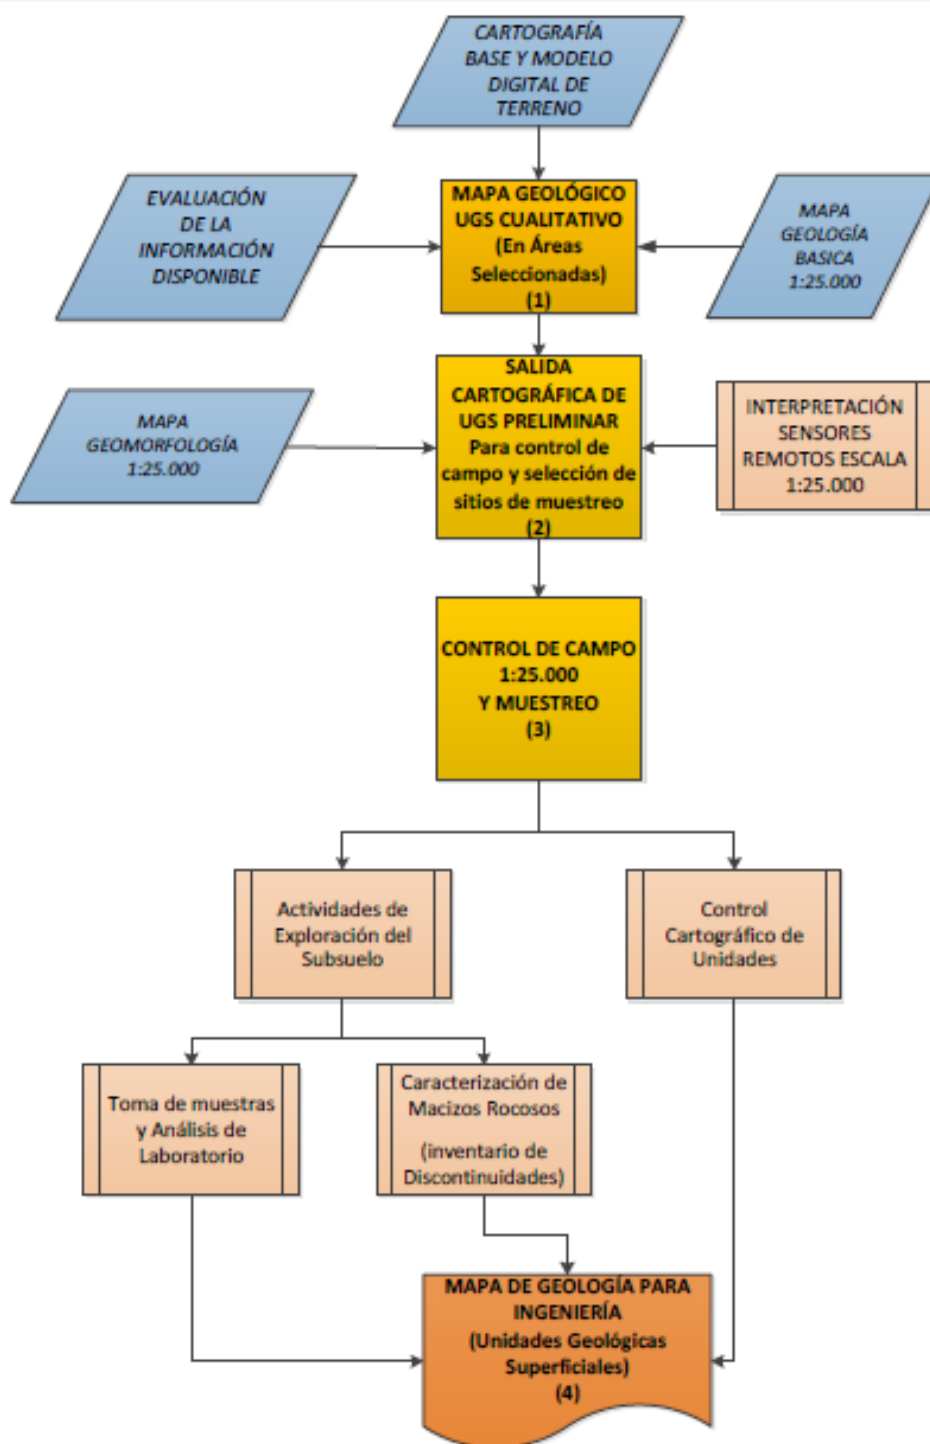 CARTOGRAFÍA
BASE Y MODELO
DIGITAL DE
TERRENO
EVALUACIÓN
DE LA
INFORMACIÓN
DISPONIBLE
MAPA GEOLÓGICO
UGS CUALITATIVO
(En Áreas
Seleccionadas)
(1)
MAPA
GEOLOGÍA
BASICA
1:25.000
MAPA
GEOMORFOLOGÍA
1:25.000
SALIDA
CARTOGRÁFICA DE
UGS PRELIMINAR
Para control de
campo y selección de
sitios de muestreo
(2)
INTERPRETACIÓN
SENSORES
REMOTOS ESCALA
1:25.000
CONTROL DE CAMPO
1:25.000
Y MUESTREO
(3)
Actividades de
Exploración del
Subsuelo
Control
Cartográfico de
Unidades
Toma de muestras
y Análisis de
Laboratorio
Caracterización de
Macizos Rocosos
(inventario de
Discontinuidades)
MAPA DE GEOLOGÍA PARA
INGENIERÍA
(Unidades Geológicas
Superficiales)
(4)